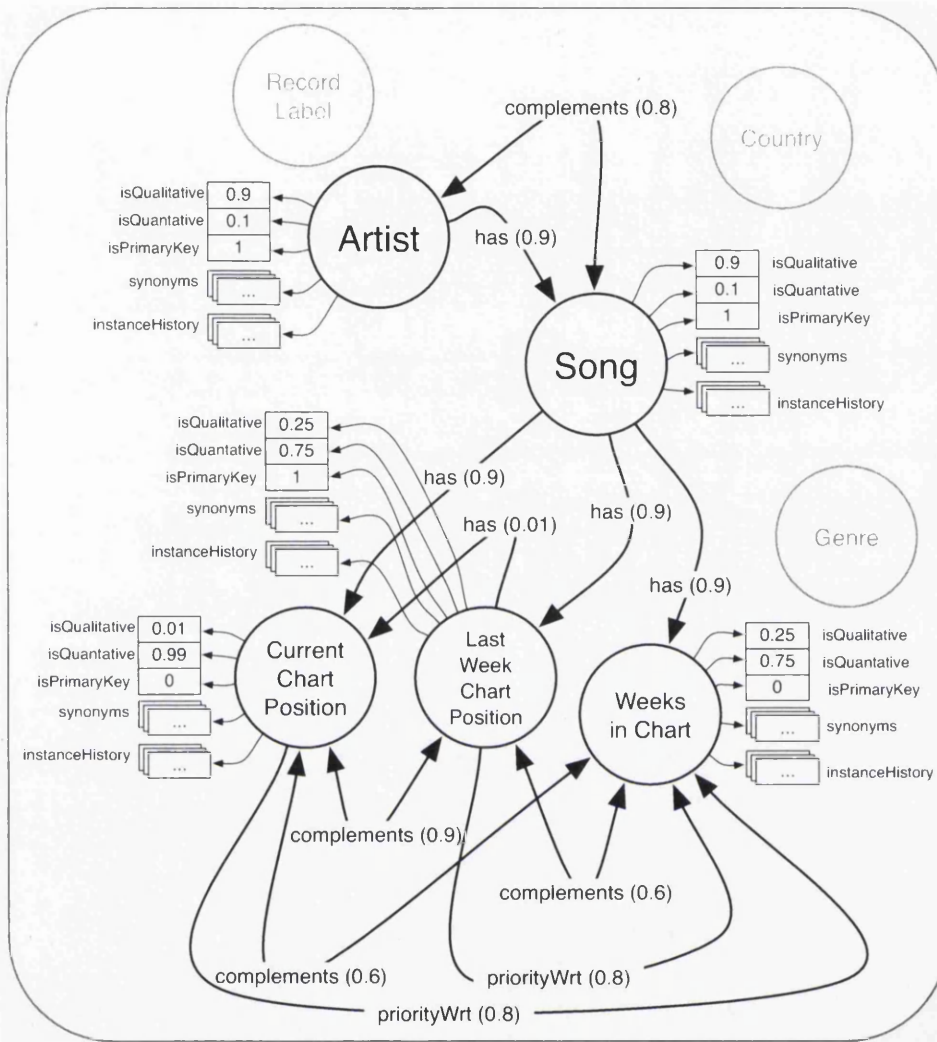 Record
Label
complements (0.8)
Country
isQualitative 0.9
isQuantative 0.1
isPrimaryKey 1
synonyms ...
instanceHistory ...
Artist
has (0.9)
0.9 isQualitative
0.1 isQuantative
1 isPrimaryKey
... synonyms
... instanceHistory
Song
isQualitative 0.25
isQuantative 0.75
isPrimaryKey 1
synonyms ...
instanceHistory ...
has (0.9)
has (0.01)
has (0.9)
has (0.9)
Genre
isQualitative 0.01
isQuantative 0.99
isPrimaryKey 0
synonyms ...
instanceHistory ...
Current
Chart
Position
Last
Week
Chart
Position
Weeks
in Chart
0.25 isQualitative
0.75 isQuantative
0 isPrimaryKey
... synonyms
... instanceHistory
complements (0.9)
complements (0.6)
complements (0.6)
priorityWrt (0.8)
priorityWrt (0.8)